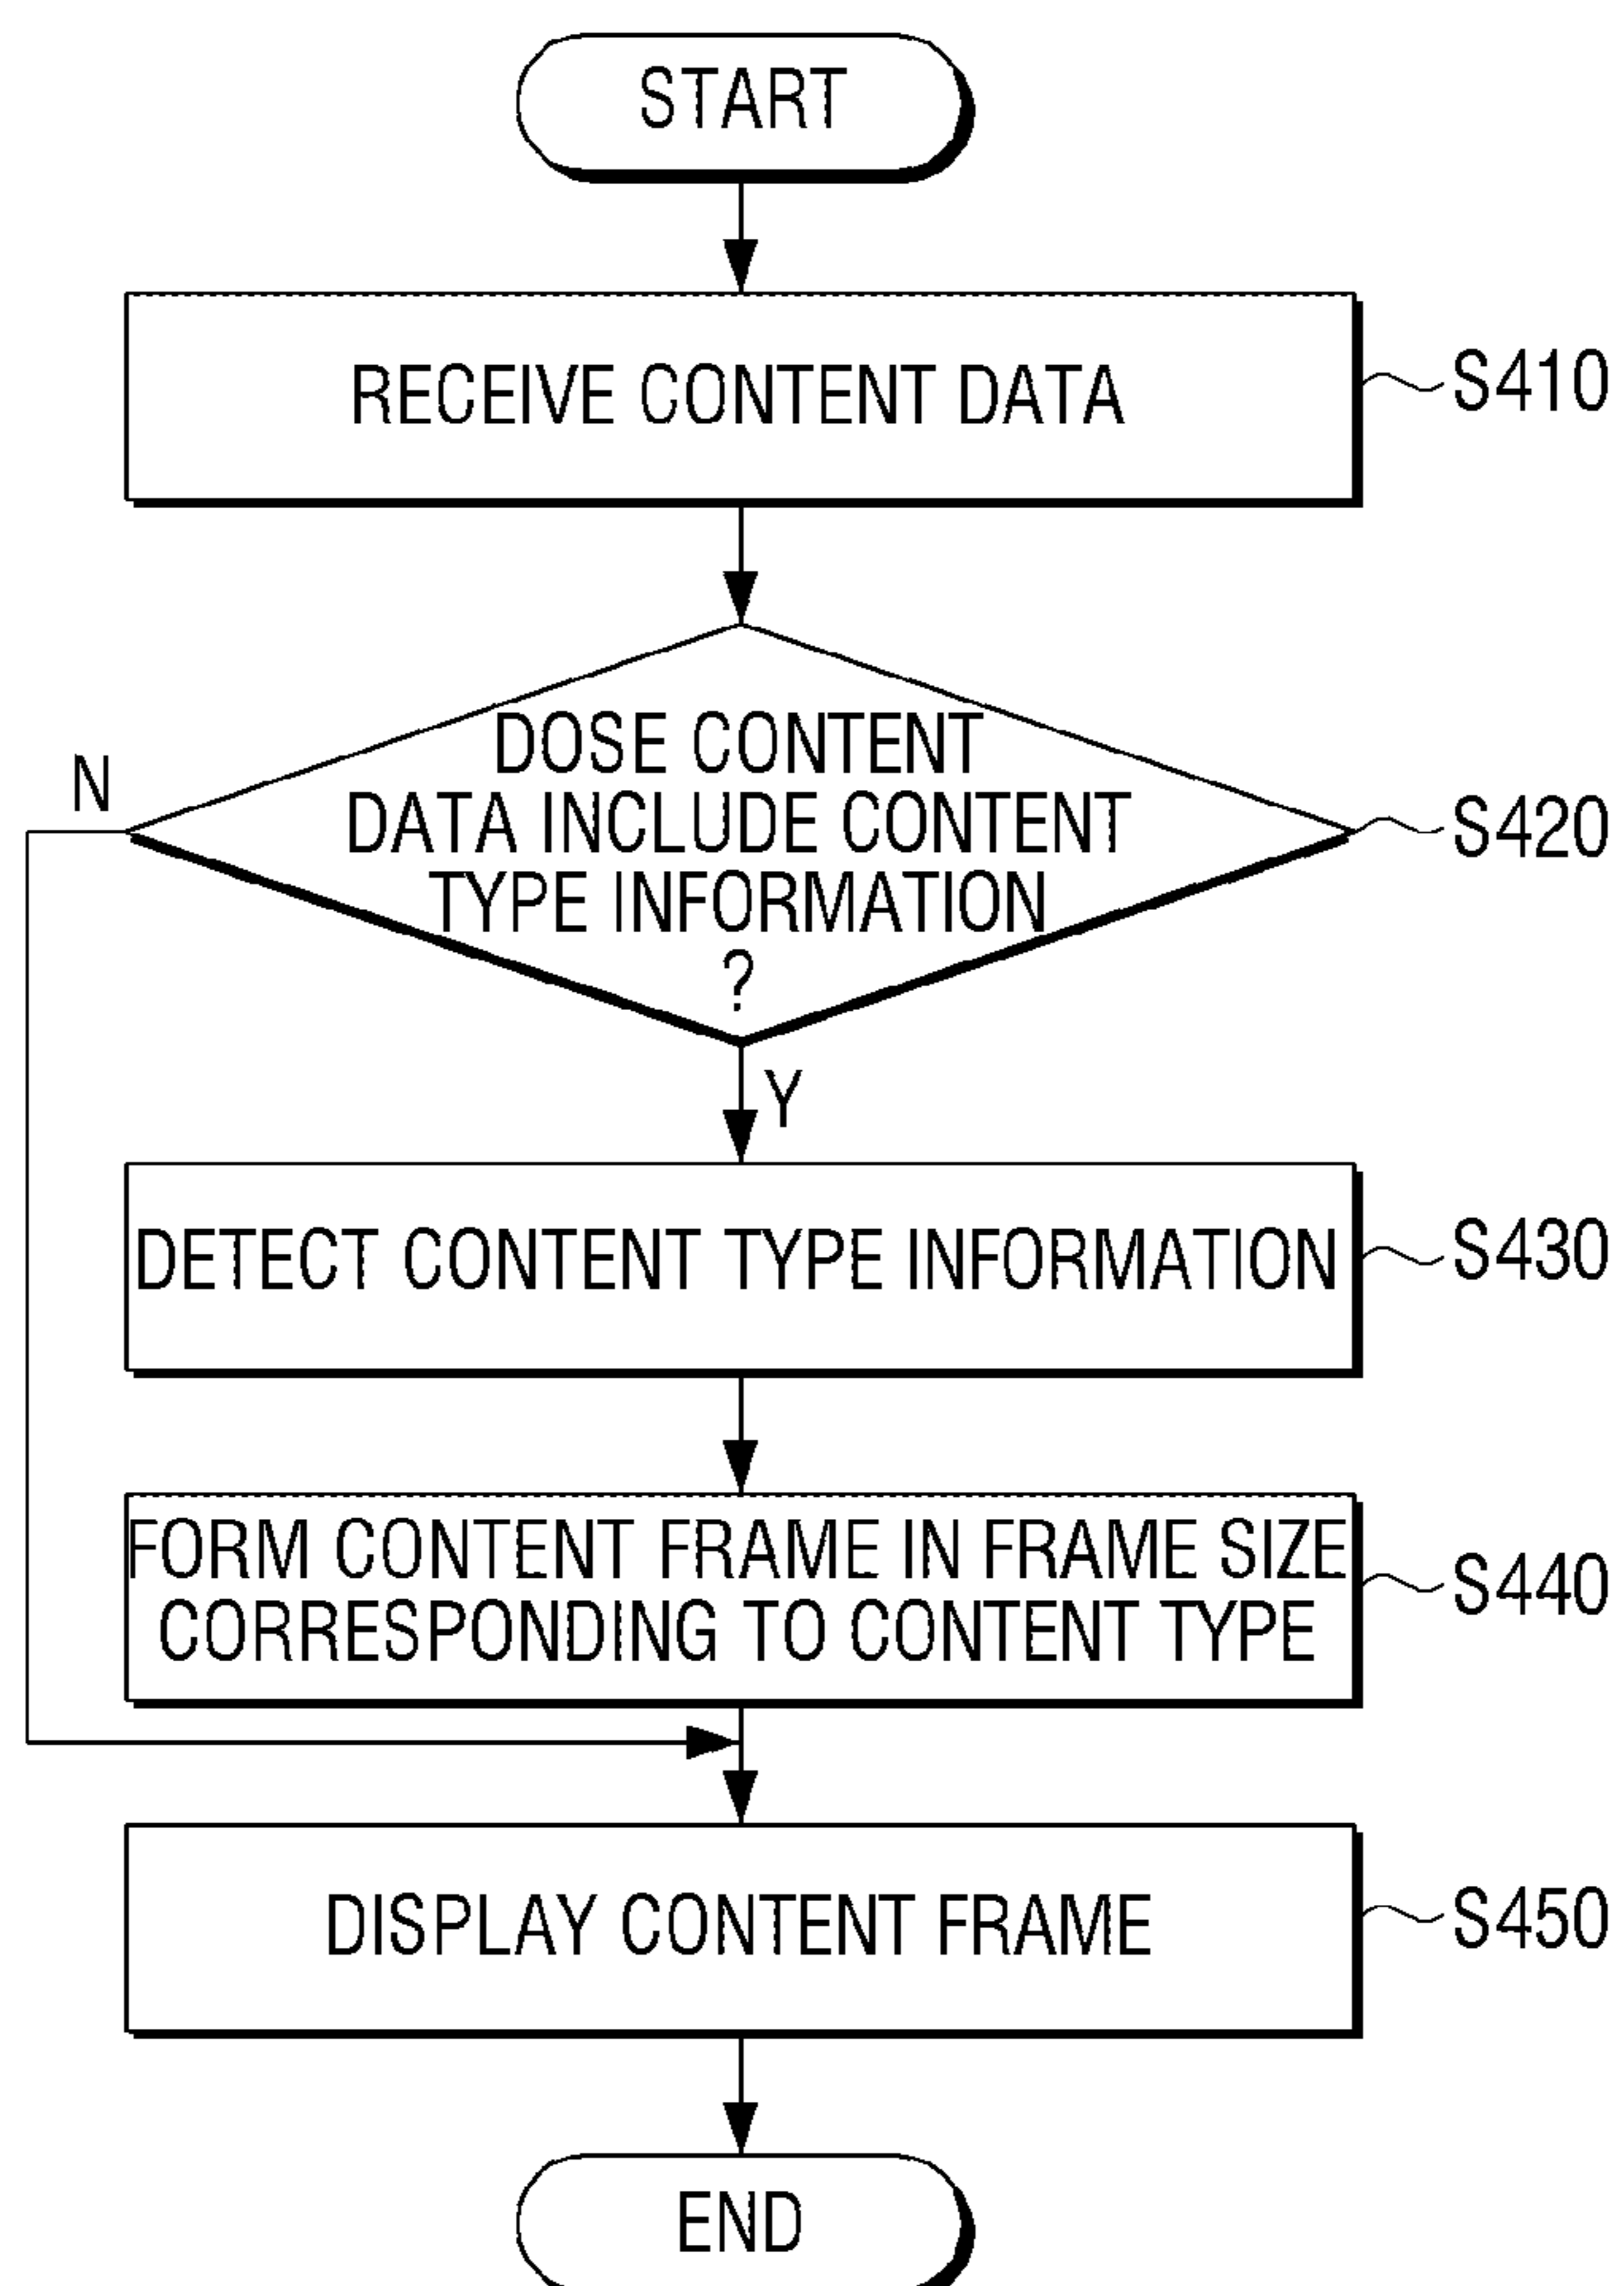 START
RECEIVE CONTENT DATA
S410
DOSE CONTENT
DATA INCLUDE CONTENT
TYPE INFORMATION
?
N
S420
Y
DETECT CONTENT TYPE INFORMATION
S430
FORM CONTENT FRAME IN FRAME SIZE
CORRESPONDING TO CONTENT TYPE
S440
DISPLAY CONTENT FRAME
S450
END